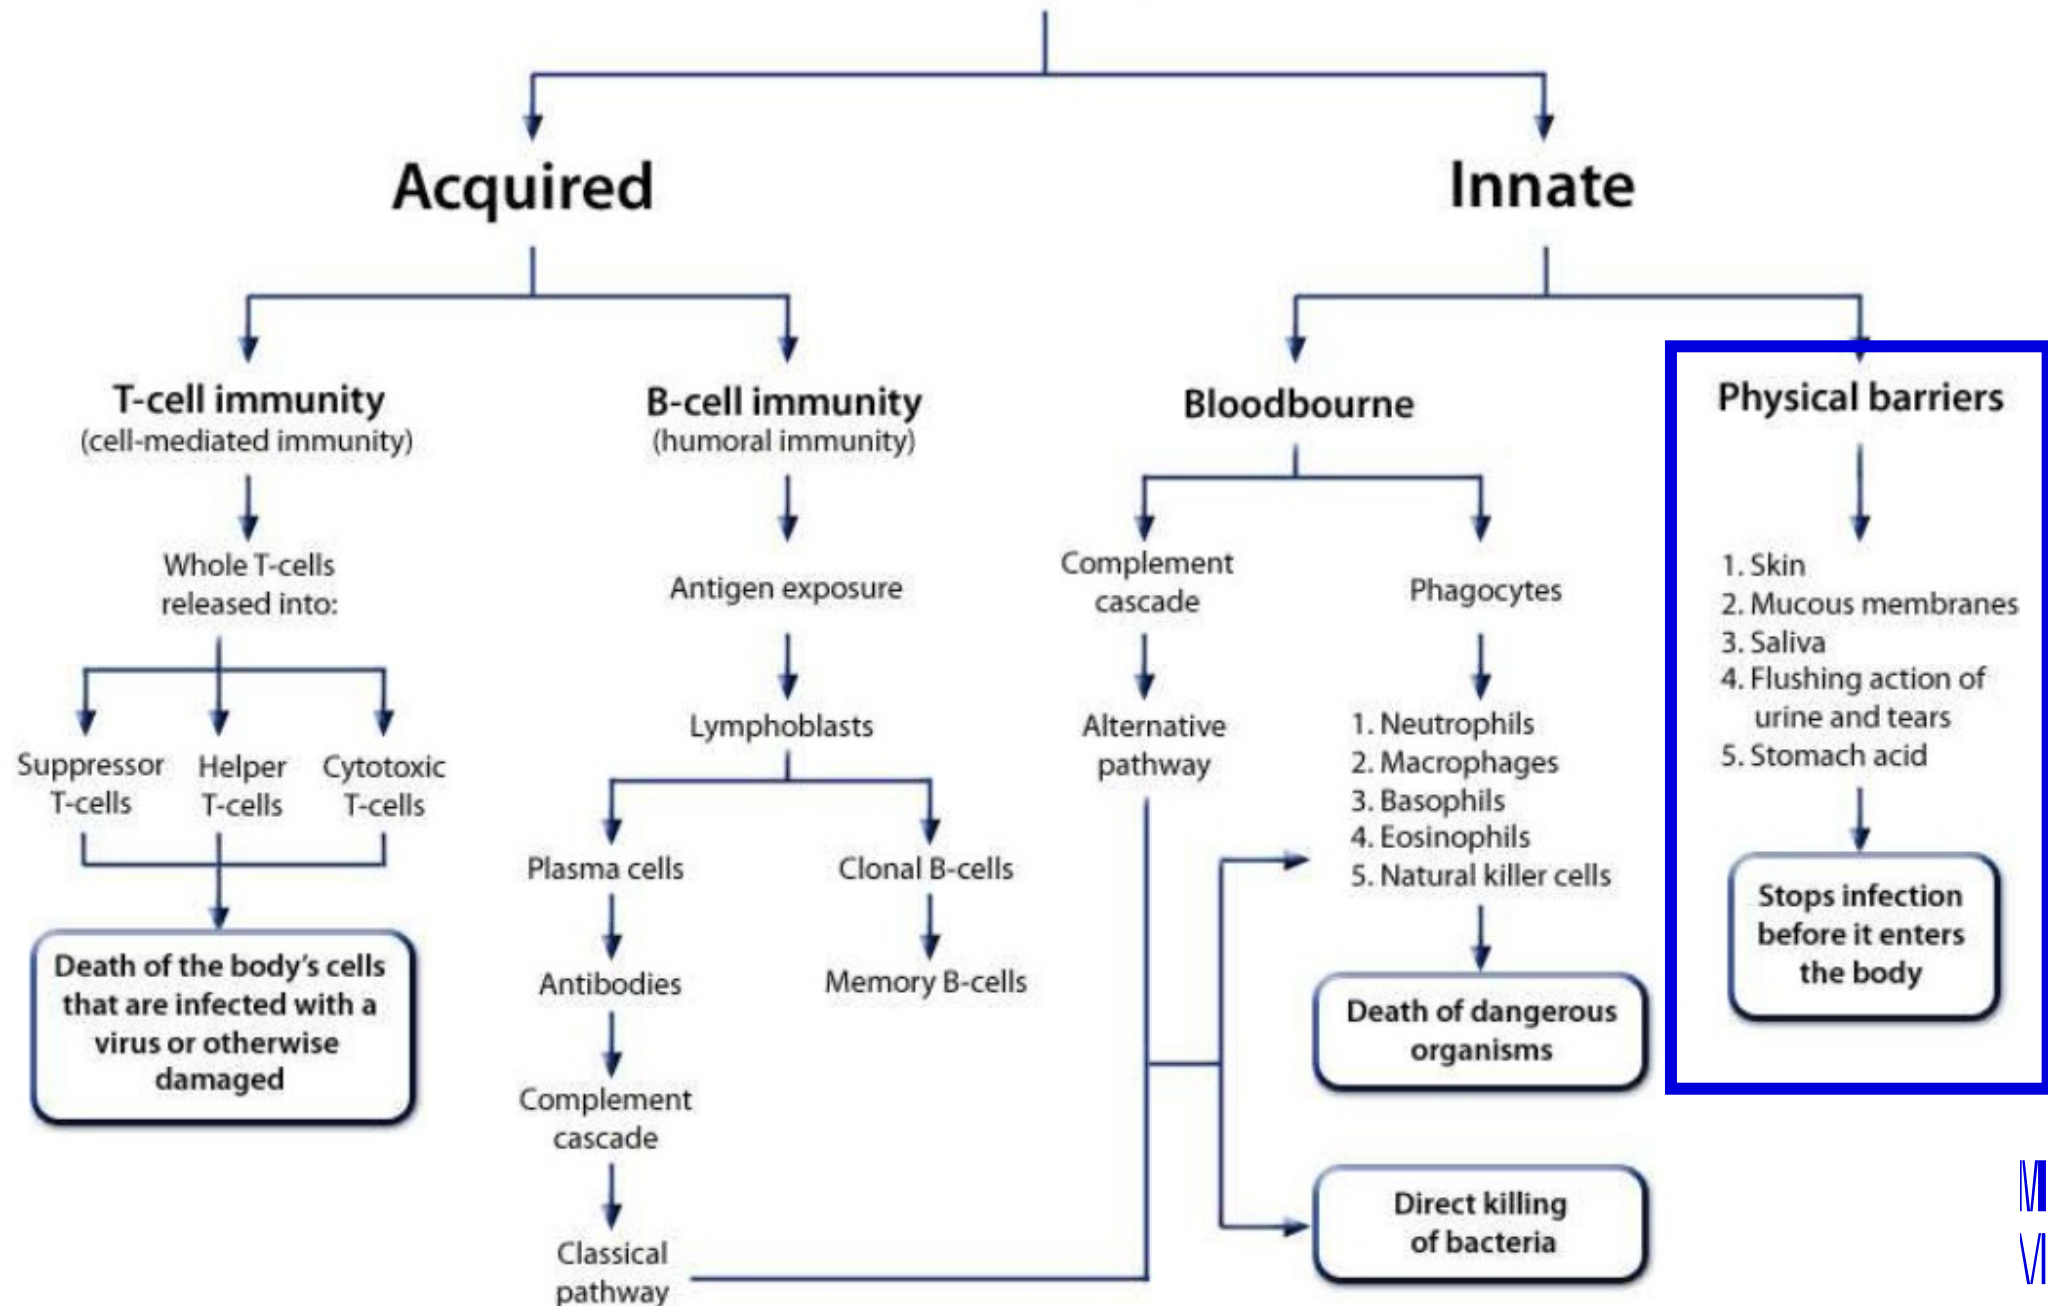 Acquired
Innate
T-cell immunity
(cell-mediated immunity)
B-cell immunity
(humoral immunity)
Bloodbourne
Physical barriers
Whole T-cells
released into:
Antigen exposure
Complement
cascade
Phagocytes
1. Skin
2. Mucous membranes
3. Saliva
4. Flushing action of
urine and tears
5. Stomach acid
Lymphoblasts
Alternative
pathway
1. Neutrophils
2. Macrophages
3. Basophils
4. Eosinophils
5. Natural killer cells
Suppressor
T-cells
Helper
T-cells
Cytotoxic
T-cells
Plasma cells
Clonal B-cells
Stops infection
before it enters
the body
Death of the body's cells
that are infected with a
virus or otherwise
damaged
Antibodies
Memory B-cells
Death of dangerous
organisms
Complement
cascade
Direct killing
of bacteria
Classical
pathway